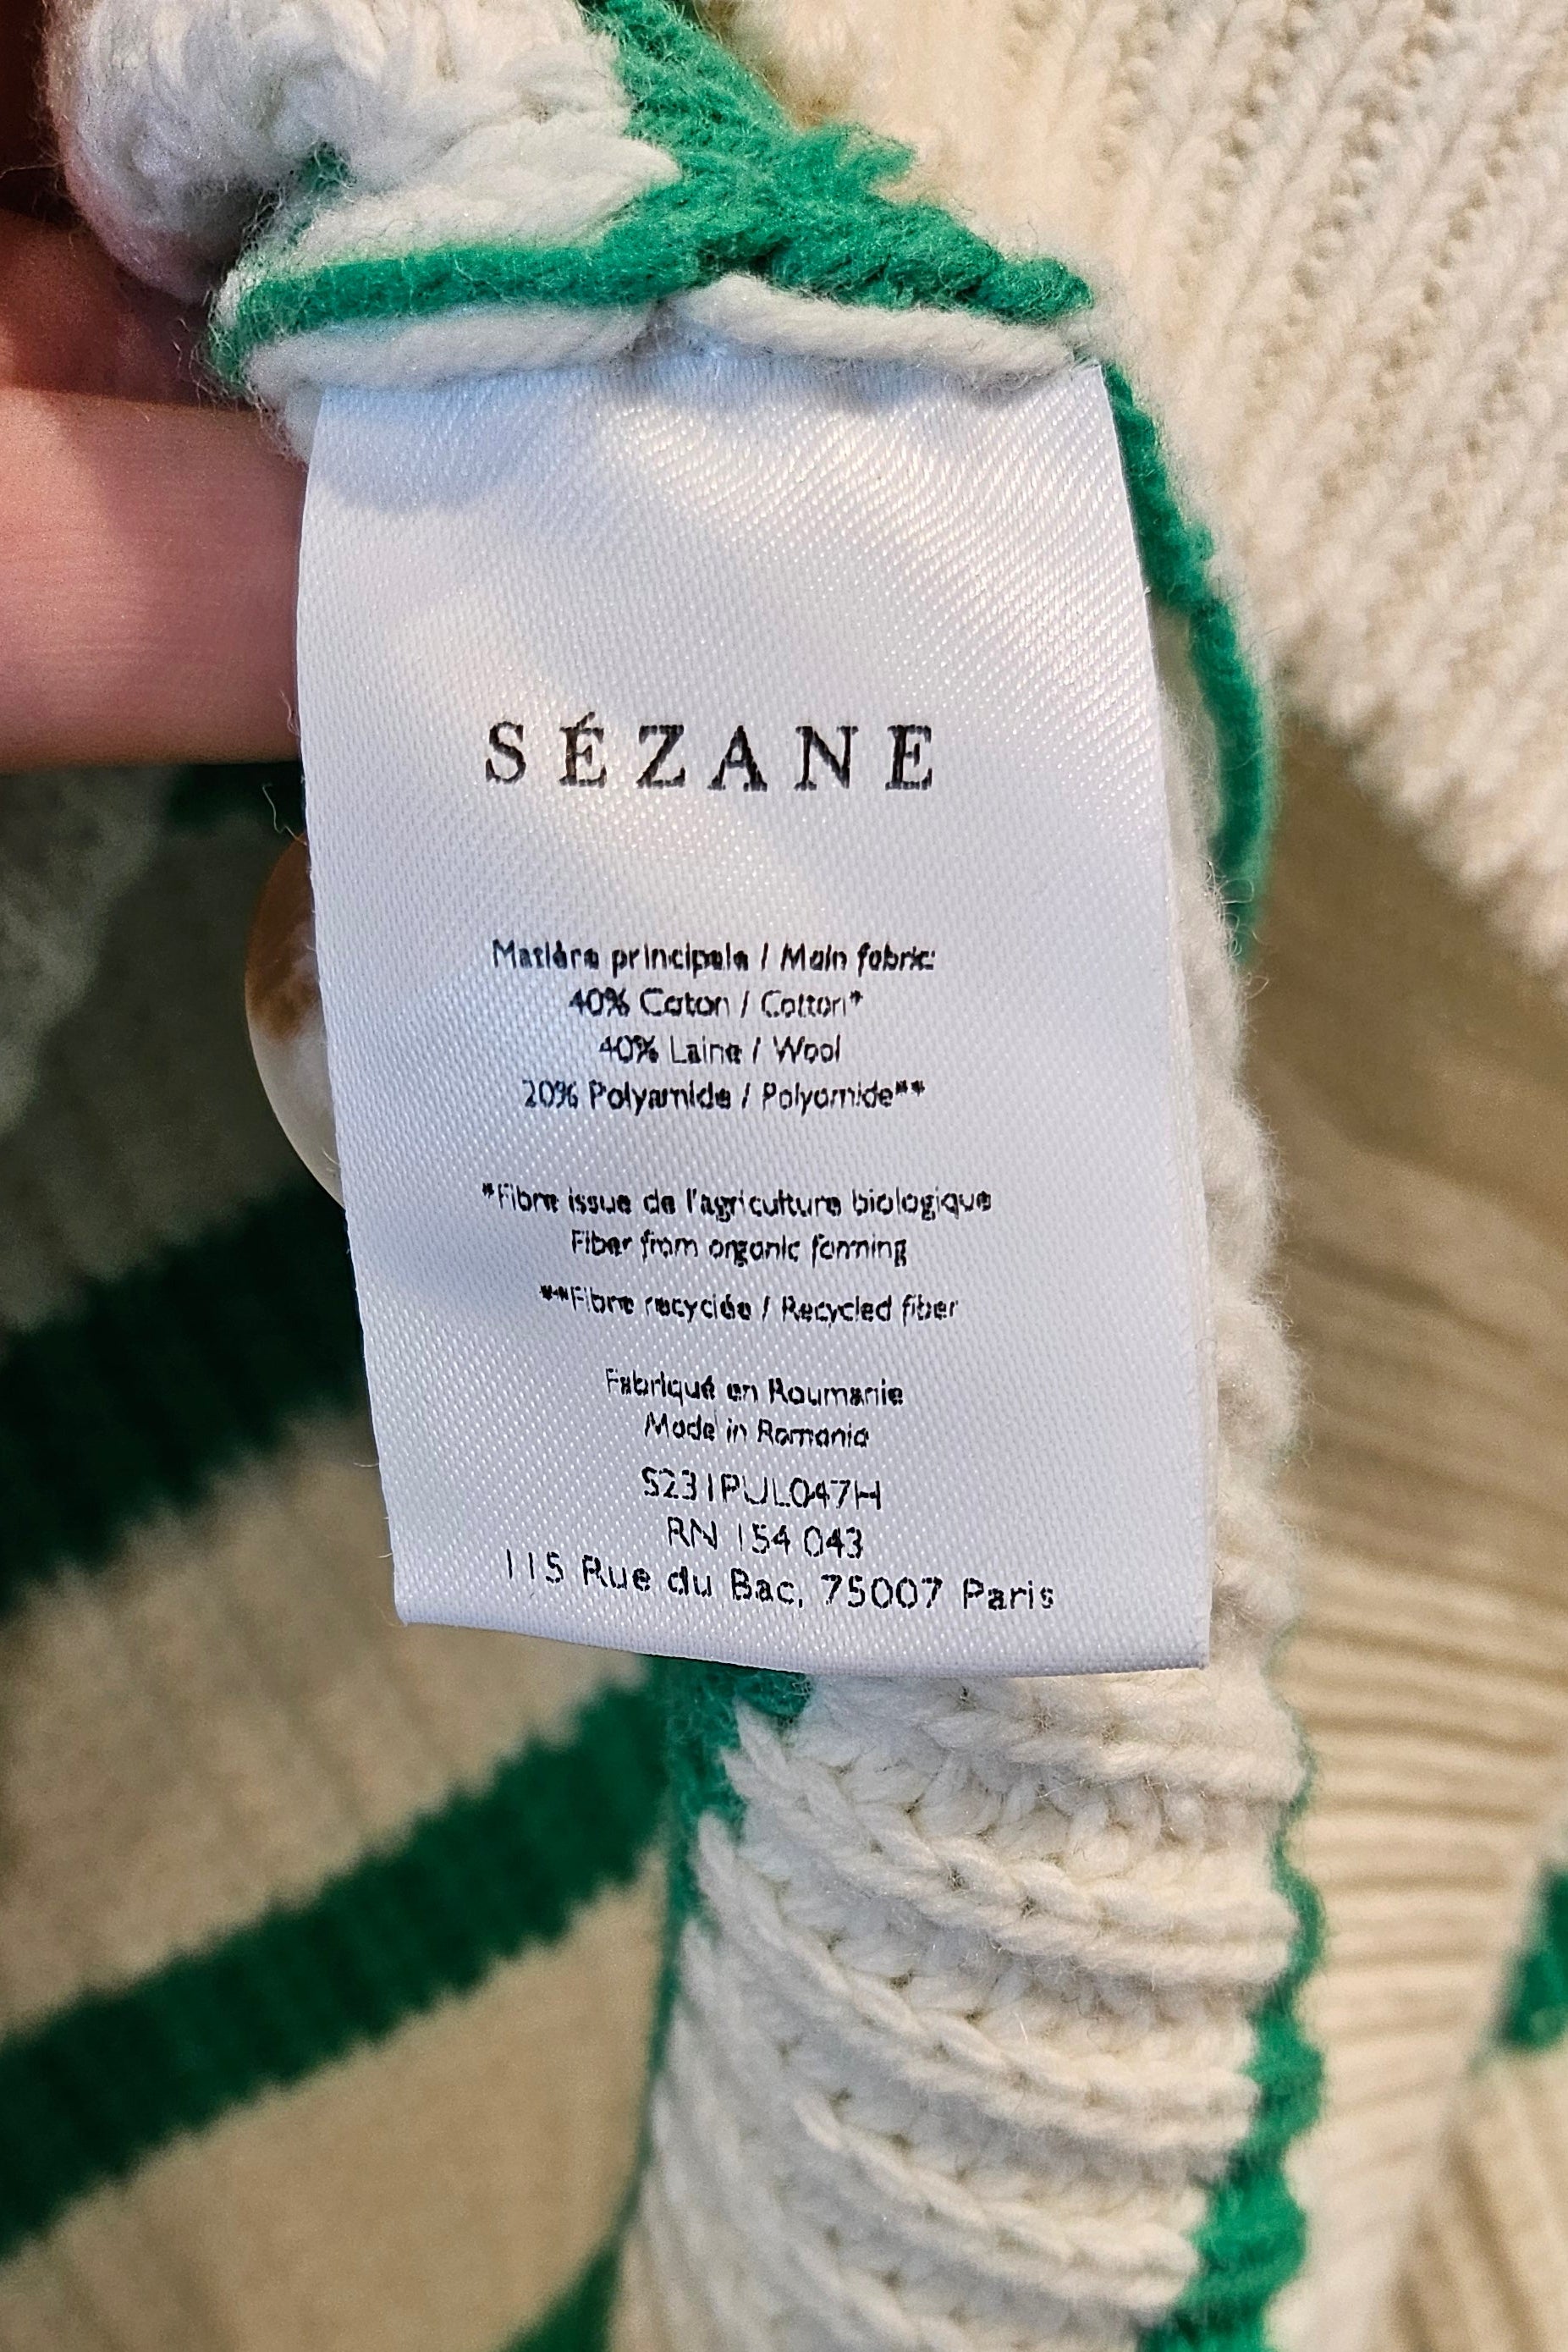 SÉZANE
Matière principale / Main fabric:
40% Coton / Cotton*
40% Laine / Wool
20% Polyamide / Polyamide**
*Fibre issue de l'agriculture biologique
Fiber from organic farming
**Fibre recyclée / Recycled fiber
Fabriqué en Roumanie
Made in Romania
S231PUL047H
RN 154 043
115 Rue du Bac, 75007 Paris